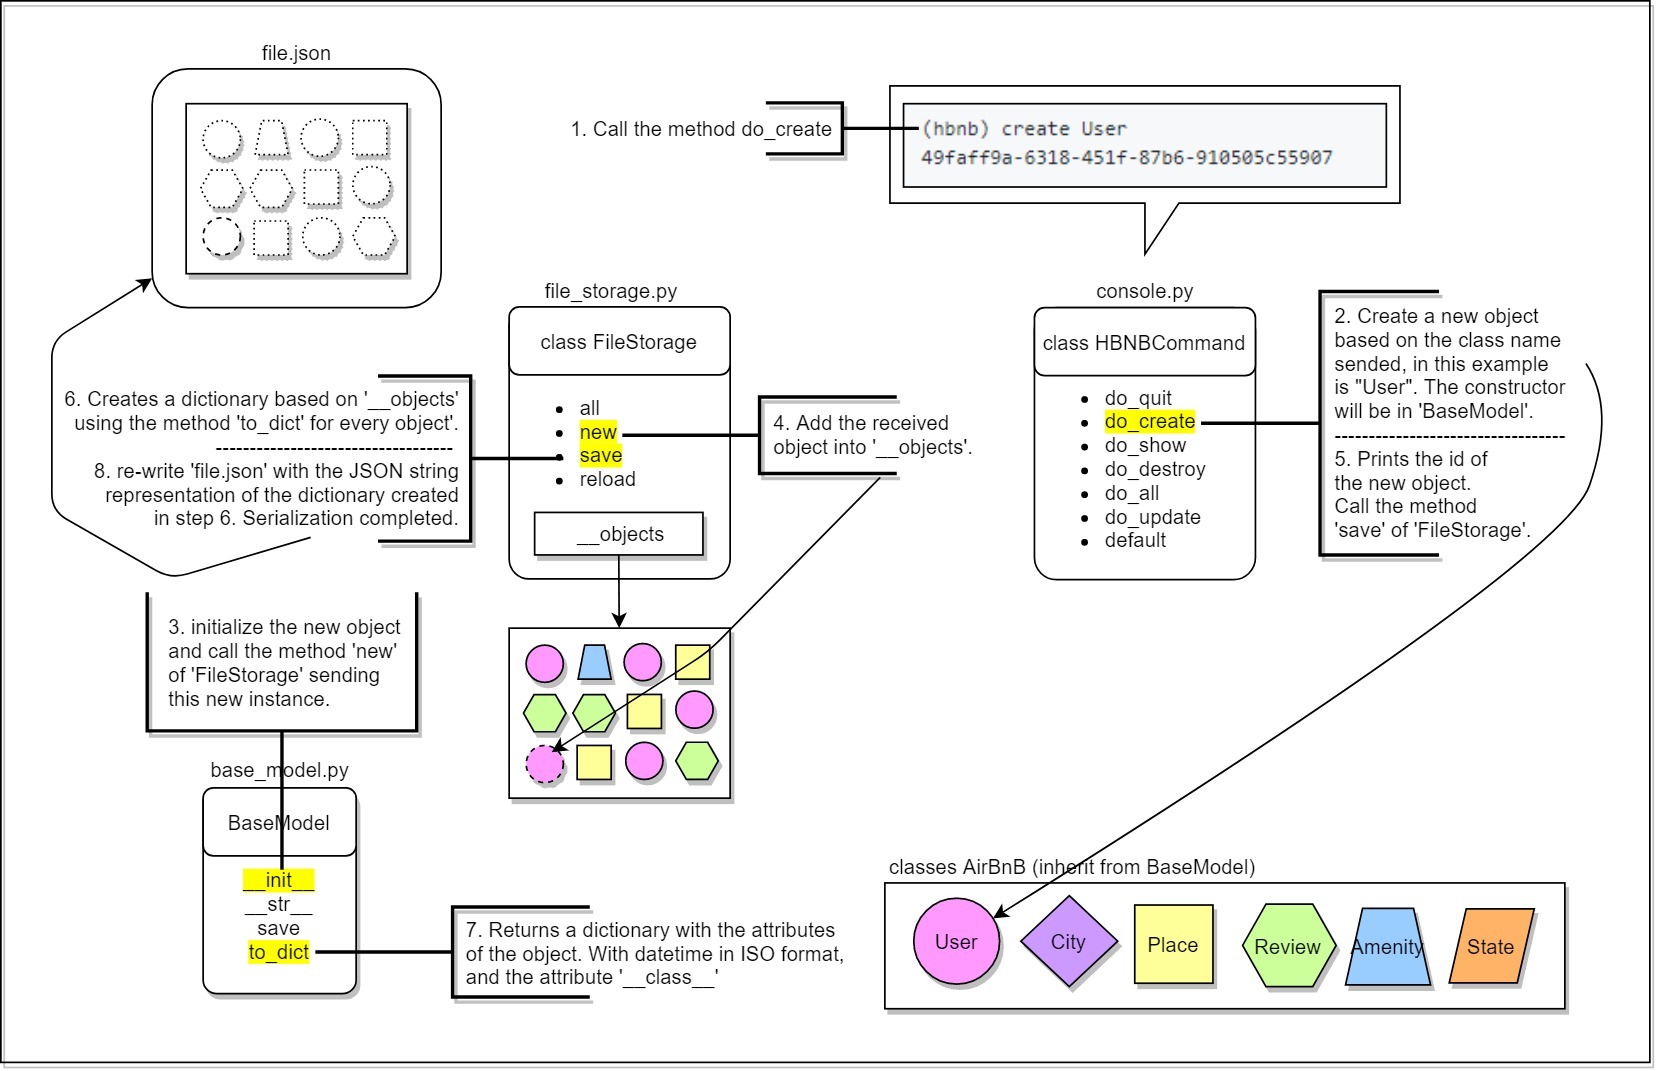 file.json
1. Call the method do_create
(hbnb) create User
49faff9a-6318-451f-87b6-910505c55907
file_storage.py
class FileStorage
all
new
save
reload
__objects
console.py
class HBNBCommand
do_quit
do_create
do_show
do_destroy
do_all
do_update
default
2. Create a new object
based on the class name
sended, in this example
is "User". The constructor
will be in 'BaseModel'.
5. Prints the id of
the new object.
Call the method
'save' of 'FileStorage'.
6. Creates a dictionary based on '__objects'
using the method 'to_dict' for every object'.
8. re-write 'file.json' with the JSON string
representation of the dictionary created
in step 6. Serialization completed.
4. Add the received
object into '__objects'.
3. initialize the new object
and call the method 'new'
of 'FileStorage' sending
this new instance.
base_model.py
BaseModel
__init__
__str__
save
to_dict
7. Returns a dictionary with the attributes
of the object. With datetime in ISO format,
and the attribute '__class__'
classes AirBnB (inherit from BaseModel)
User
City
Place
Review
Amenity
State